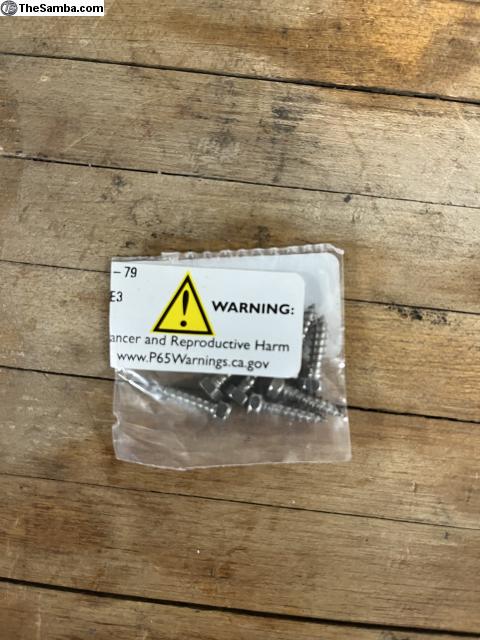 TheSamba.com
– 79
E3
WARNING:
ancer and Reproductive Harm
www.P65Warnings.ca.gov